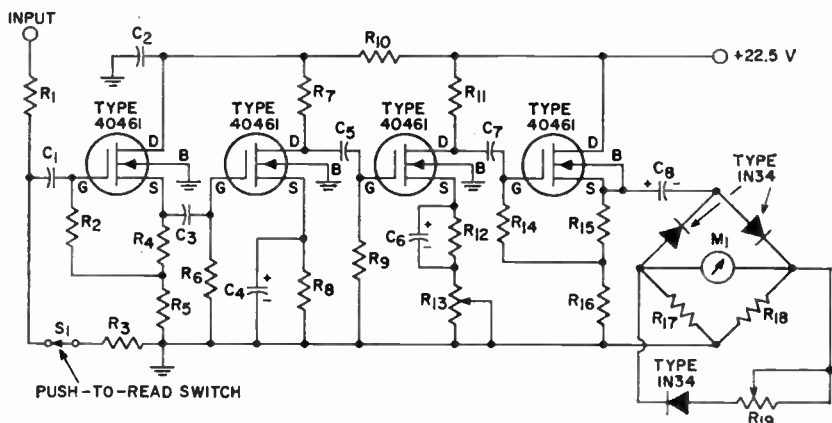 INPUT
C2
R10
+22.5 V
R1
R7
R11
TYPE
40461
TYPE
40461
TYPE
40461
TYPE
40461
C1
D
B
G
S
D
B
G
S
C5
D
B
G
S
C7
D
B
G
S
C8
+ -
TYPE
1N34
R2
R4
C3
R6
C4
+
-
R8
R9
C6
+
-
R12
R13
R14
R15
R16
M1
R17
R18
R5
S1
R3
PUSH-TO-READ SWITCH
TYPE
1N34
R19